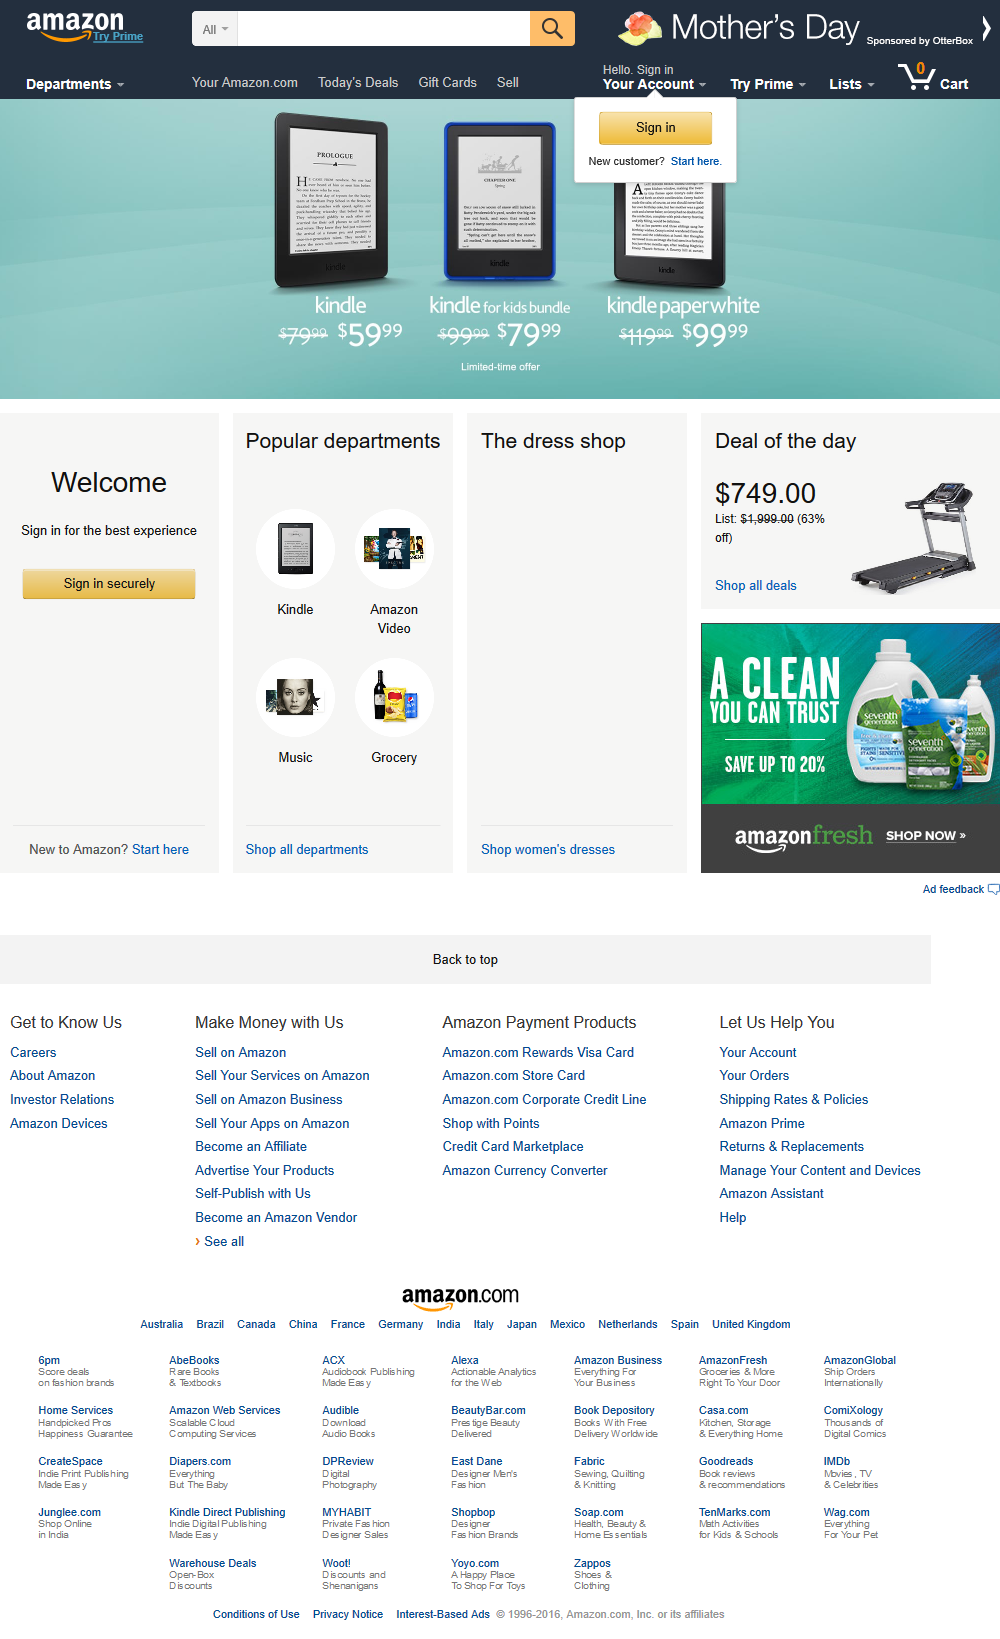 amazon
Try Prime
All
Mother's Day
Sponsored by OtterBox
Departments
Your Amazon.com Today's Deals Gift Cards Sell
Hello. Sign in
Your Account
Try Prime
Lists
0
Cart
Sign in
New customer? Start here.
PROLOGUE
CHAPTER ONE
Spring
kindle
kindle
kindle
kindle
$79.99 $59.99
kindle for kids bundle
$99.99 $79.99
kindle paperwhite
$119.99 $99.99
Limited-time offer
Welcome
Sign in for the best experience
Sign in securely
New to Amazon? Start here
Popular departments
Kindle
Amazon
Video
Music
Grocery
Shop all departments
The dress shop
Shop women's dresses
Deal of the day
$749.00
List: $1,999.00 (63%
off)
Shop all deals
A CLEAN
YOU CAN TRUST
SAVE UP TO 20%
seventh
generation
seventh
generation
amazonfresh SHOP NOW »
Ad feedback
Back to top
Get to Know Us
Careers
About Amazon
Investor Relations
Amazon Devices
Make Money with Us
Sell on Amazon
Sell Your Services on Amazon
Sell on Amazon Business
Sell Your Apps on Amazon
Become an Affiliate
Advertise Your Products
Self-Publish with Us
Become an Amazon Vendor
› See all
Amazon Payment Products
Amazon.com Rewards Visa Card
Amazon.com Store Card
Amazon.com Corporate Credit Line
Shop with Points
Credit Card Marketplace
Amazon Currency Converter
Let Us Help You
Your Account
Your Orders
Shipping Rates & Policies
Amazon Prime
Returns & Replacements
Manage Your Content and Devices
Amazon Assistant
Help
amazon.com
Australia Brazil Canada China France Germany India Italy Japan Mexico Netherlands Spain United Kingdom
6pm
Score deals
on fashion brands
AbeBooks
Rare Books
& Textbooks
ACX
Audiobook Publishing
Made Easy
Alexa
Actionable Analytics
for the Web
Amazon Business
Everything For
Your Business
AmazonFresh
Groceries & More
Right To Your Door
AmazonGlobal
Ship Orders
Internationally
Home Services
Handpicked Pros
Happiness Guarantee
Amazon Web Services
Scalable Cloud
Computing Services
Audible
Download
Audio Books
BeautyBar.com
Prestige Beauty
Delivered
Book Depository
Books With Free
Delivery Worldwide
Casa.com
Kitchen, Storage
& Everything Home
ComiXology
Thousands of
Digital Comics
CreateSpace
Indie Print Publishing
Made Easy
Diapers.com
Everything
But The Baby
DPReview
Digital
Photography
East Dane
Designer Men's
Fashion
Fabric
Sewing, Quilting
& Knitting
Goodreads
Book reviews
& recommendations
IMDb
Movies, TV
& Celebrities
Junglee.com
Shop Online
in India
Kindle Direct Publishing
Indie Digital Publishing
Made Easy
MYHABIT
Private Fashion
Designer Sales
Shopbop
Designer
Fashion Brands
Soap.com
Health, Beauty &
Home Essentials
TenMarks.com
Math Activities
for Kids & Schools
Wag.com
Everything
For Your Pet
Warehouse Deals
Open-Box
Discounts
Woot!
Discounts and
Shenanigans
Yoyo.com
A Happy Place
To Shop For Toys
Zappos
Shoes &
Clothing
Conditions of Use Privacy Notice Interest-Based Ads © 1996-2016, Amazon.com, Inc. or its affiliates